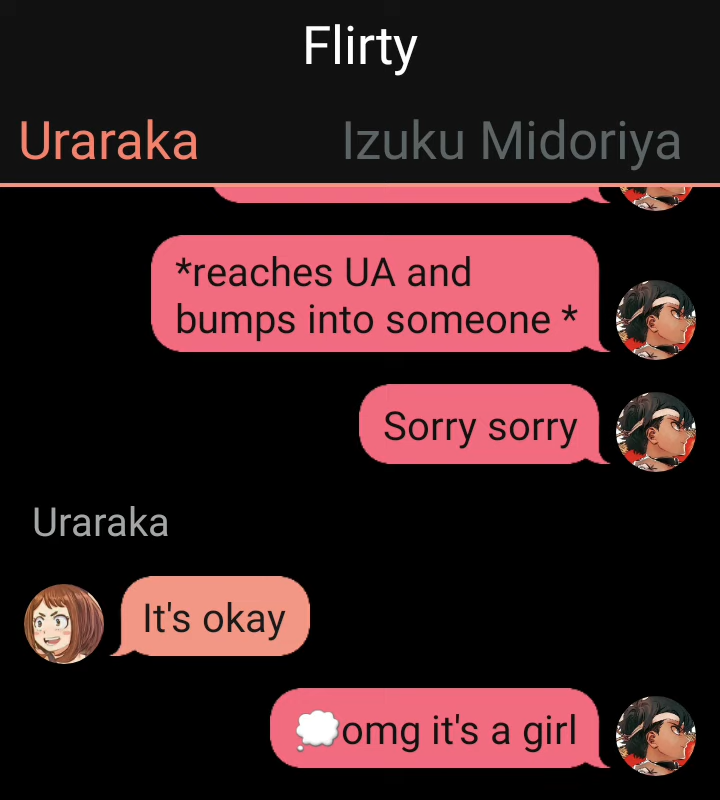 Flirty
Uraraka Izuku Midoriya
*reaches UA and
bumps into someone *
Sorry sorry
Uraraka
It's okay
💭omg it's a girl